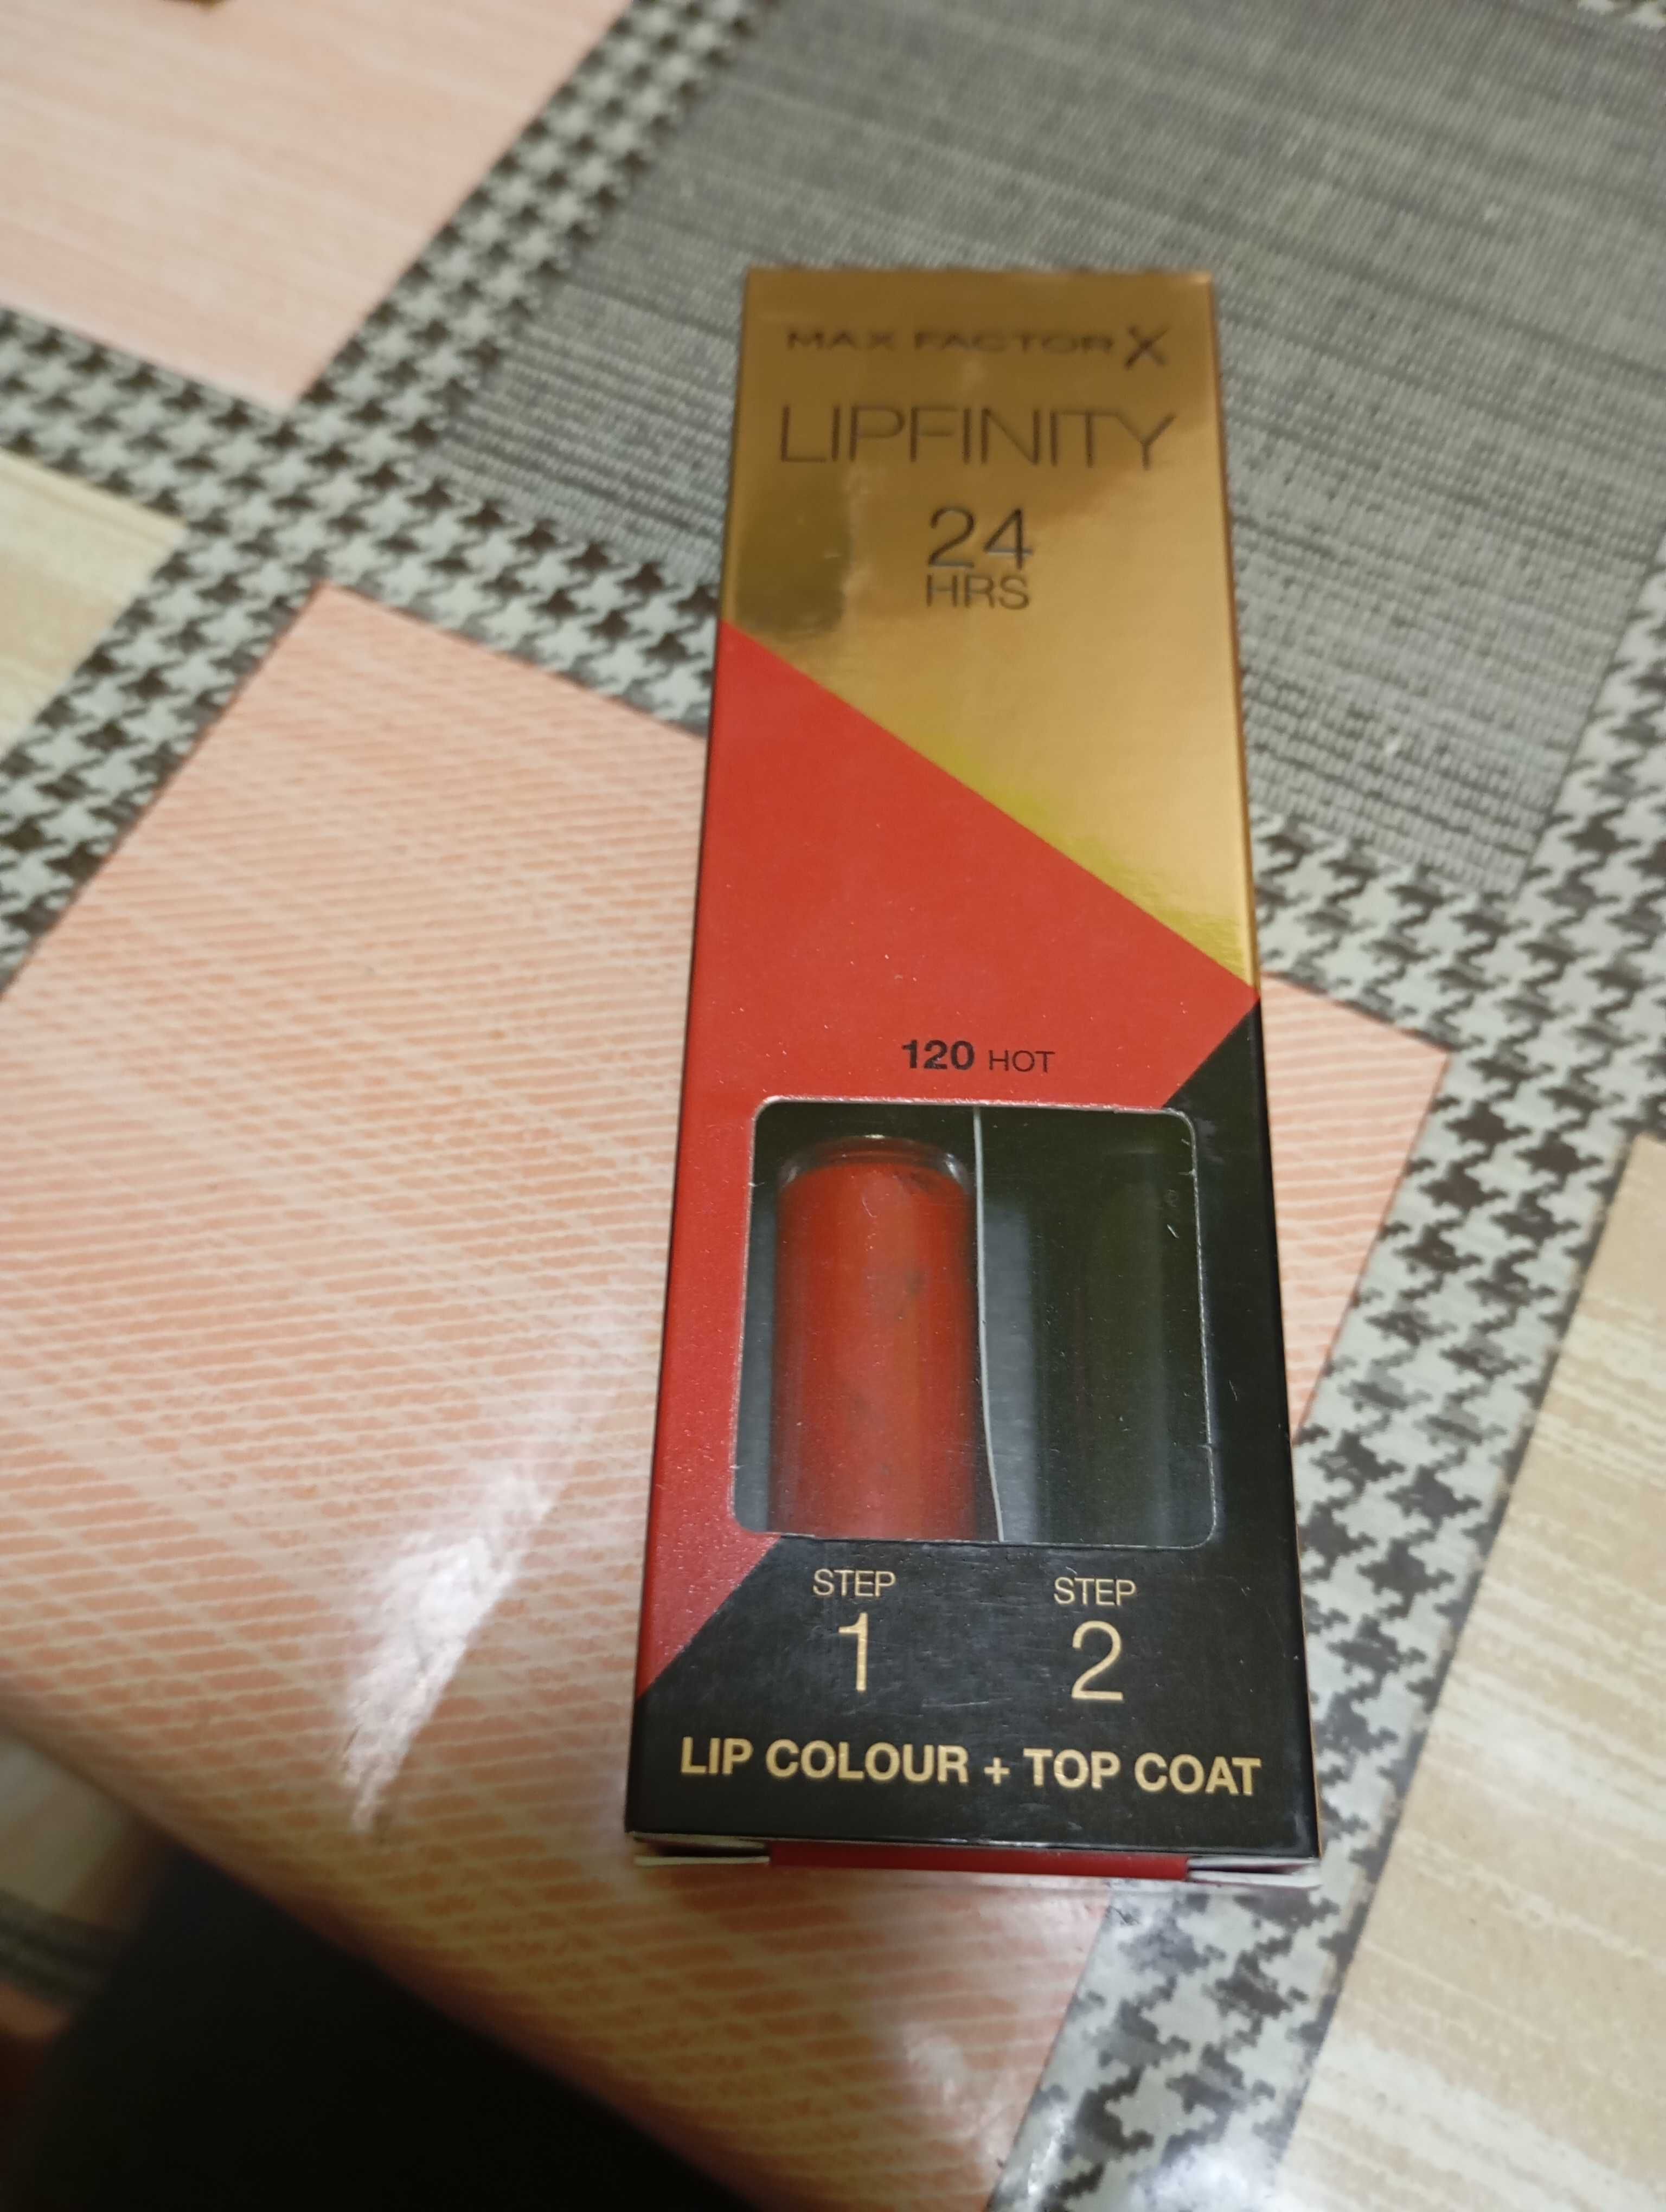 MAX FACTOR X
LIPFINITY
24
HRS
120 HOT
STEP STEP
1 2
LIP COLOUR + TOP COAT